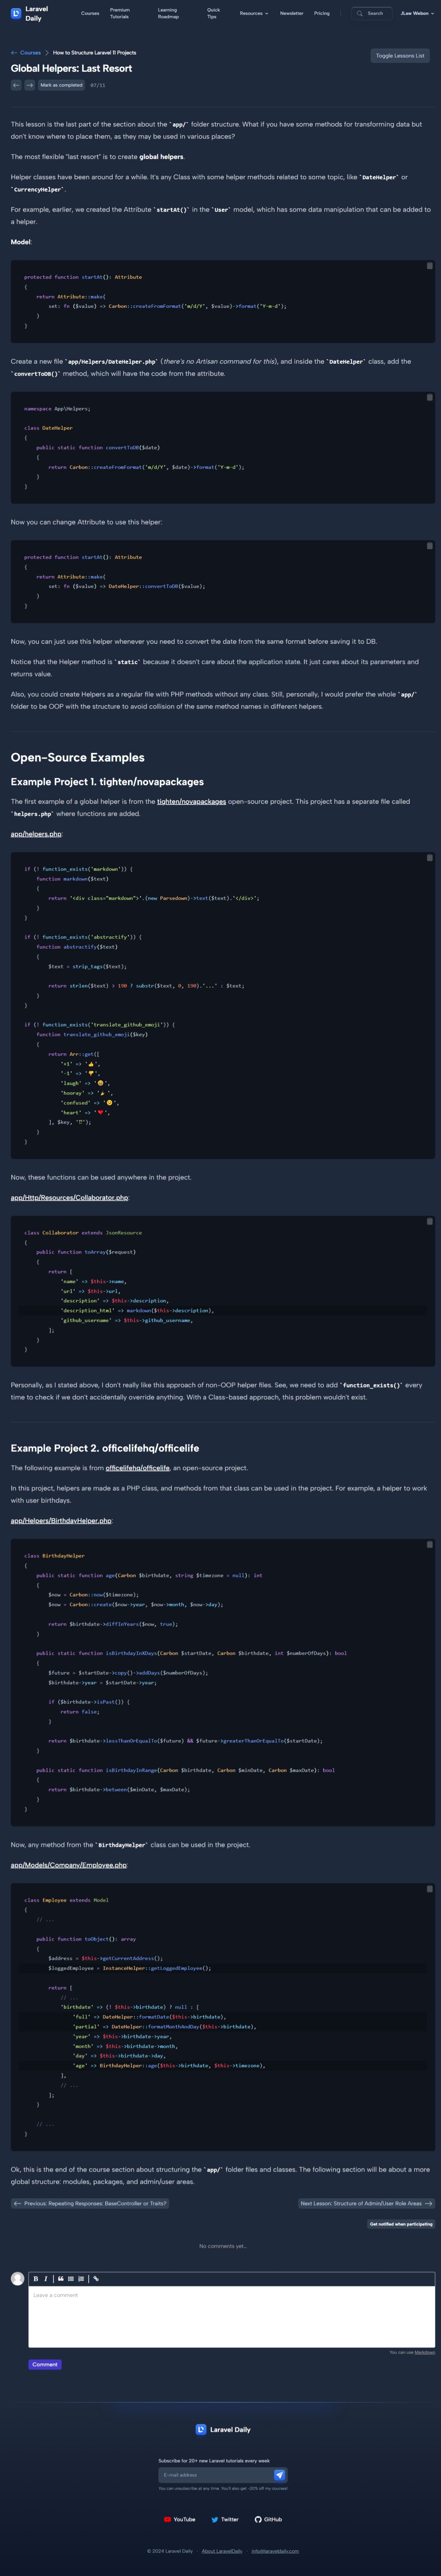 Laravel Daily
Courses
Premium Tutorials
Learning Roadmap
Quick Tips
Resources
Newsletter
Pricing
Search
JLaw Webon
Courses
How to Structure Laravel 11 Projects
Toggle Lessons List
Global Helpers: Last Resort
Mark as completed
07/11
This lesson is the last part of the section about the `app/` folder structure. What if you have some methods for transforming data but
don't know where to place them, as they may be used in various places?
The most flexible "last resort" is to create global helpers.
Helper classes have been around for a while. It's any Class with some helper methods related to some topic, like `DateHelper` or
`CurrencyHelper`.
For example, earlier, we created the Attribute `startAt()` in the `User` model, which has some data manipulation that can be added to
a helper.
Model:
protected function startAt(): Attribute
{
return Attribute::make(
set: fn ($value) => Carbon::createFromFormat('m/d/Y', $value)->format('Y-m-d');
)
}
Create a new file `app/Helpers/DateHelper.php` (there's no Artisan command for this), and inside the `DateHelper` class, add the
`convertToDB()` method, which will have the code from the attribute.
namespace App\Helpers;
class DateHelper
{
public static function convertToDB($date)
{
return Carbon::createFromFormat('m/d/Y', $date)->format('Y-m-d');
}
}
Now you can change Attribute to use this helper:
protected function startAt(): Attribute
{
return Attribute::make(
set: fn ($value) => DateHelper::convertToDB($value);
)
}
Now, you can just use this helper whenever you need to convert the date from the same format before saving it to DB.
Notice that the Helper method is `static` because it doesn't care about the application state. It just cares about its parameters and
returns value.
Also, you could create Helpers as a regular file with PHP methods without any class. Still, personally, I would prefer the whole `app/`
folder to be OOP with the structure to avoid collision of the same method names in different helpers.
Open-Source Examples
Example Project 1. tighten/novapackages
The first example of a global helper is from the tighten/novapackages open-source project. This project has a separate file called
`helpers.php` where functions are added.
app/helpers.php:
if (! function_exists('markdown')) {
function markdown($text)
{
return '<div class="markdown">'.(new Parsedown)->text($text).'</div>';
}
}
if (! function_exists('abstractify')) {
function abstractify($text)
{
$text = strip_tags($text);
return strlen($text) > 190 ? substr($text, 0, 190).'...' : $text;
}
}
if (! function_exists('translate_github_emoji')) {
function translate_github_emoji($key)
{
return Arr::get([
'+1' => '👍',
'-1' => '👎',
'laugh' => '😄',
'hooray' => '🎉',
'confused' => '😕',
'heart' => '❤️',
], $key, '⁉');
}
}
Now, these functions can be used anywhere in the project.
app/Http/Resources/Collaborator.php:
class Collaborator extends JsonResource
{
public function toArray($request)
{
return [
'name' => $this->name,
'url' => $this->url,
'description' => $this->description,
'description_html' => markdown($this->description),
'github_username' => $this->github_username,
];
}
}
Personally, as I stated above, I don't really like this approach of non-OOP helper files. See, we need to add `function_exists()` every
time to check if we don't accidentally override anything. With a Class-based approach, this problem wouldn't exist.
Example Project 2. officelifehq/officelife
The following example is from officelifehq/officelife, an open-source project.
In this project, helpers are made as a PHP class, and methods from that class can be used in the project. For example, a helper to work
with user birthdays.
app/Helpers/BirthdayHelper.php:
class BirthdayHelper
{
public static function age(Carbon $birthdate, string $timezone = null): int
{
$now = Carbon::now($timezone);
$now = Carbon::create($now->year, $now->month, $now->day);
return $birthdate->diffInYears($now, true);
}
public static function isBirthdayInXDays(Carbon $startDate, Carbon $birthdate, int $numberOfDays): bool
{
$future = $startDate->copy()->addDays($numberOfDays);
$birthdate->year = $startDate->year;
if ($birthdate->isPast()) {
return false;
}
return $birthdate->lessThanOrEqualTo($future) && $future->greaterThanOrEqualTo($startDate);
}
public static function isBirthdayInRange(Carbon $birthdate, Carbon $minDate, Carbon $maxDate): bool
{
return $birthdate->between($minDate, $maxDate);
}
}
Now, any method from the `BirthdayHelper` class can be used in the project.
app/Models/Company/Employee.php:
class Employee extends Model
{
// ...
public function toObject(): array
{
$address = $this->getCurrentAddress();
$loggedEmployee = InstanceHelper::getLoggedEmployee();
return [
// ...
'birthdate' => (! $this->birthdate) ? null : [
'full' => DateHelper::formatDate($this->birthdate),
'partial' => DateHelper::formatMonthAndDay($this->birthdate),
'year' => $this->birthdate->year,
'month' => $this->birthdate->month,
'day' => $this->birthdate->day,
'age' => BirthdayHelper::age($this->birthdate, $this->timezone),
],
// ...
];
}
// ...
}
Ok, this is the end of the course section about structuring the `app/` folder files and classes. The following section will be about a more
global structure: modules, packages, and admin/user areas.
Previous: Repeating Responses: BaseController or Traits?
Next Lesson: Structure of Admin/User Role Areas
Get notified when participating
No comments yet…
B I
Leave a comment
You can use Markdown
Comment
Laravel Daily
Subscribe for 20+ new Laravel tutorials every week
E-mail address
You can unsubscribe at any time. You'll also get -20% off my courses!
YouTube
Twitter
GitHub
© 2024 Laravel Daily · About LaravelDaily · info@laraveldaily.com